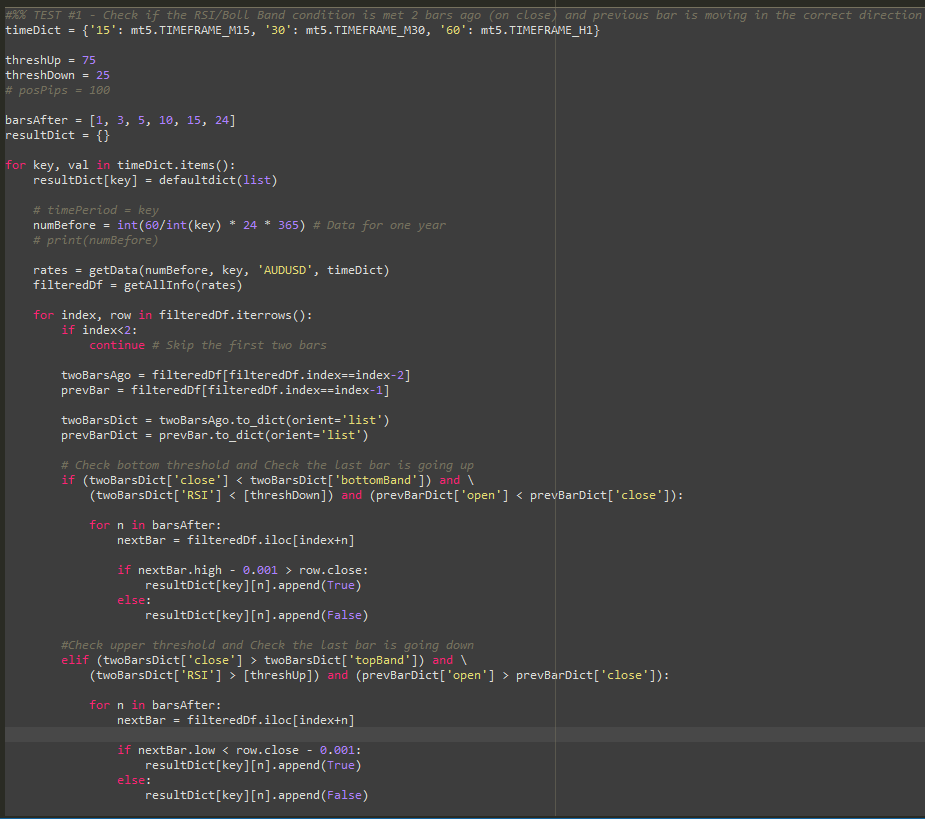 #%% TEST #1 - Check if the RSI/Boll Band condition is met 2 bars ago (on close) and previous bar is moving in the correct direction
timeDict = {'15': mt5.TIMEFRAME_M15, '30': mt5.TIMEFRAME_M30, '60': mt5.TIMEFRAME_H1}

threshUp = 75
threshDown = 25
# posPips = 100

barsAfter = [1, 3, 5, 10, 15, 24]
resultDict = {}

for key, val in timeDict.items():
    resultDict[key] = defaultdict(list)

    # timePeriod = key
    numBefore = int(60/int(key) * 24 * 365) # Data for one year
    # print(numBefore)

    rates = getData(numBefore, key, 'AUDUSD', timeDict)
    filteredDf = getAllInfo(rates)

    for index, row in filteredDf.iterrows():
        if index<2:
            continue # Skip the first two bars

        twoBarsAgo = filteredDf[filteredDf.index==index-2]
        prevBar = filteredDf[filteredDf.index==index-1]

        twoBarsDict = twoBarsAgo.to_dict(orient='list')
        prevBarDict = prevBar.to_dict(orient='list')

        # Check bottom threshold and Check the last bar is going up
        if (twoBarsDict['close'] < twoBarsDict['bottomBand']) and \
            (twoBarsDict['RSI'] < [threshDown]) and (prevBarDict['open'] < prevBarDict['close']):

            for n in barsAfter:
                nextBar = filteredDf.iloc[index+n]

                if nextBar.high - 0.001 > row.close:
                    resultDict[key][n].append(True)
                else:
                    resultDict[key][n].append(False)

        #Check upper threshold and Check the last bar is going down
        elif (twoBarsDict['close'] > twoBarsDict['topBand']) and \
            (twoBarsDict['RSI'] > [threshUp]) and (prevBarDict['open'] > prevBarDict['close']):

            for n in barsAfter:
                nextBar = filteredDf.iloc[index+n]

                if nextBar.low < row.close - 0.001:
                    resultDict[key][n].append(True)
                else:
                    resultDict[key][n].append(False)